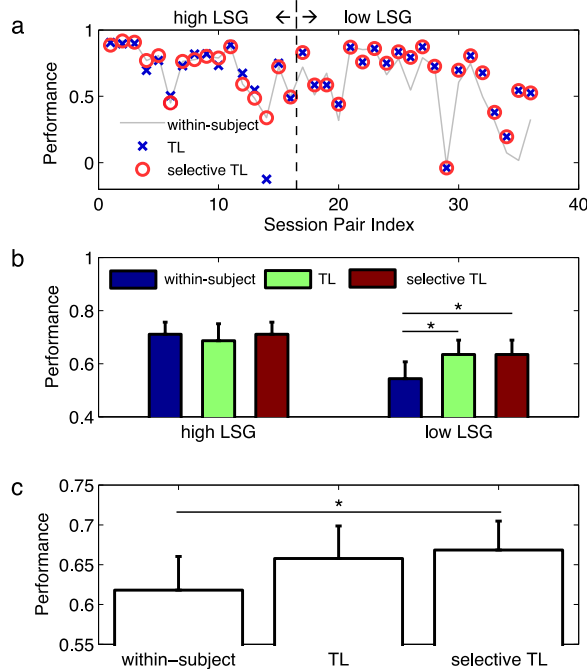 a
high LSG ← → low LSG
1
0.5
0
Performance
within-subject
TL
selective TL
0 10 20 30 40
Session Pair Index
b
1
0.8
0.6
0.4
Performance
within-subject TL selective TL
*
*
high LSG low LSG
c
0.75
0.7
0.65
0.6
0.55
Performance
*
within-subject TL selective TL